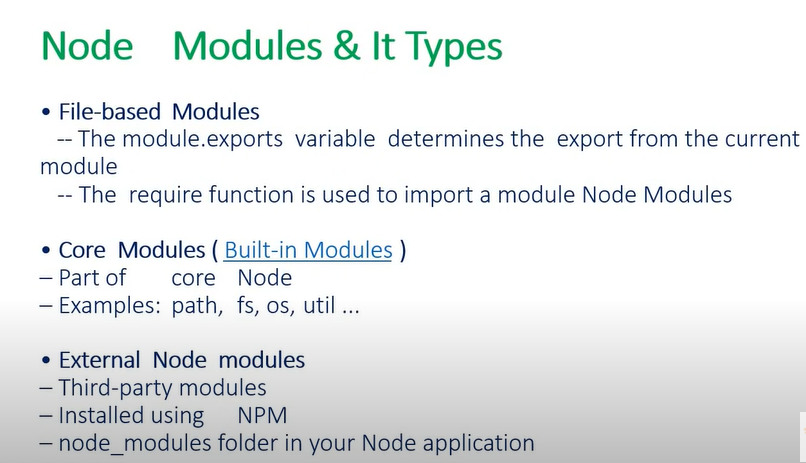 Node Modules & It Types
• File-based Modules
-- The module.exports variable determines the export from the current
module
-- The require function is used to import a module Node Modules
• Core Modules ( Built-in Modules )
– Part of core Node
– Examples: path, fs, os, util ...
• External Node modules
– Third-party modules
– Installed using NPM
– node_modules folder in your Node application